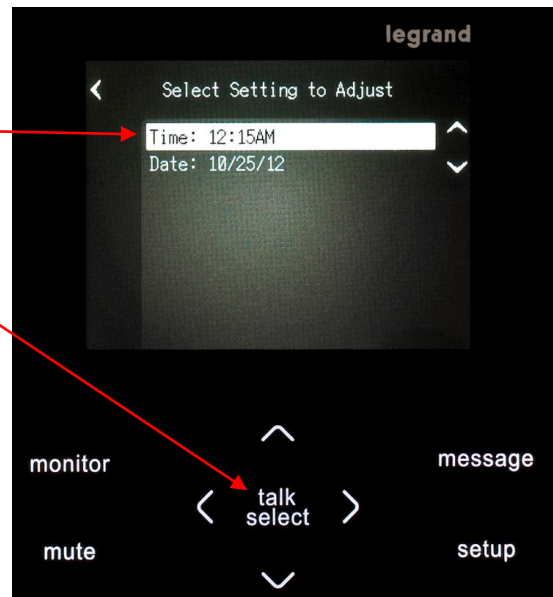 legrand
Select Setting to Adjust
Time: 12:15AM
Date: 10/25/12
monitor
message
talk
select
mute
setup